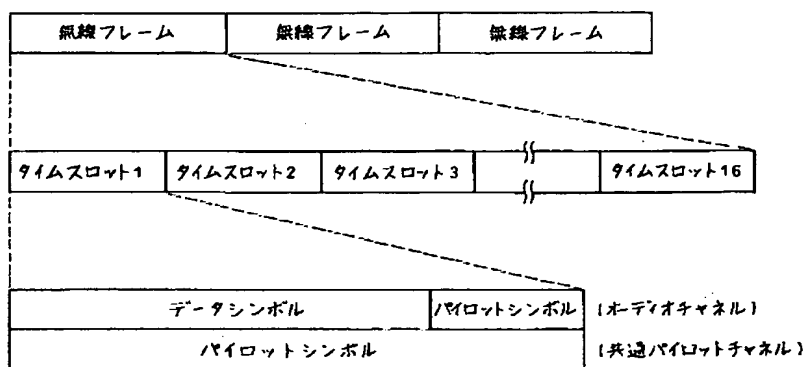 無線フレーム 無線フレーム 無線フレーム
タイムスロット1 タイムスロット2 タイムスロット3 タイムスロット16
データシンボル パイロットシンボル (オーディオチャネル)
パイロットシンボル (共通パイロットチャネル)